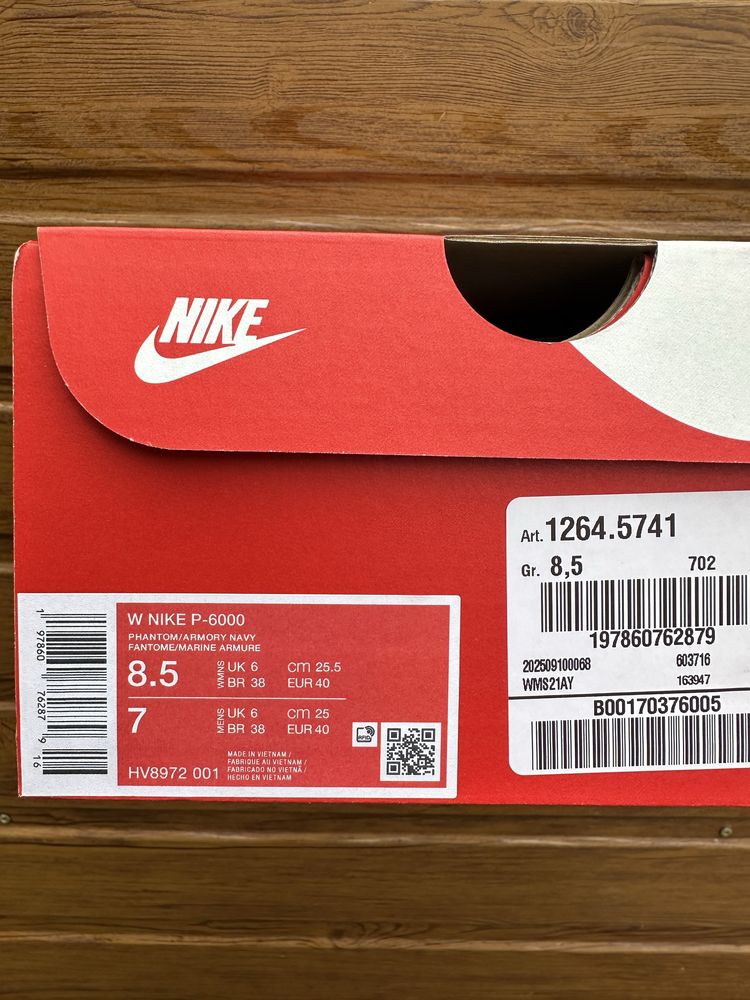 NIKE
Art. 1264.5741
Gr. 8,5 702
197860762879
202509100068 603716
WMS21AY 163947
B00170376005
1 97860 76287 9 16
W NIKE P-6000
PHANTOM/ARMORY NAVY
FANTOME/MARINE ARMURE
8.5 WMNS UK 6 cm 25.5
BR 38 EUR 40
7 MENS UK 6 cm 25
BR 38 EUR 40
HV8972 001
MADE IN VIETNAM /
FABRIQUE AU VIETNAM /
FABRICADO NO VIETNÃ /
HECHO EN VIETNAM
RFID